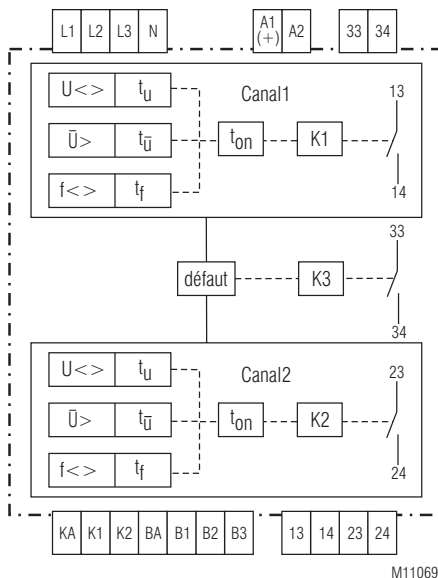 L1 L2 L3 N A1 (+) A2 33 34
U<> tu Canal1 13
Ū> tū ton K1
f<> tf 14
33
défaut K3
34
U<> tu Canal2 23
Ū> tū ton K2
f<> tf 24
KA K1 K2 BA B1 B2 B3 13 14 23 24
M11069